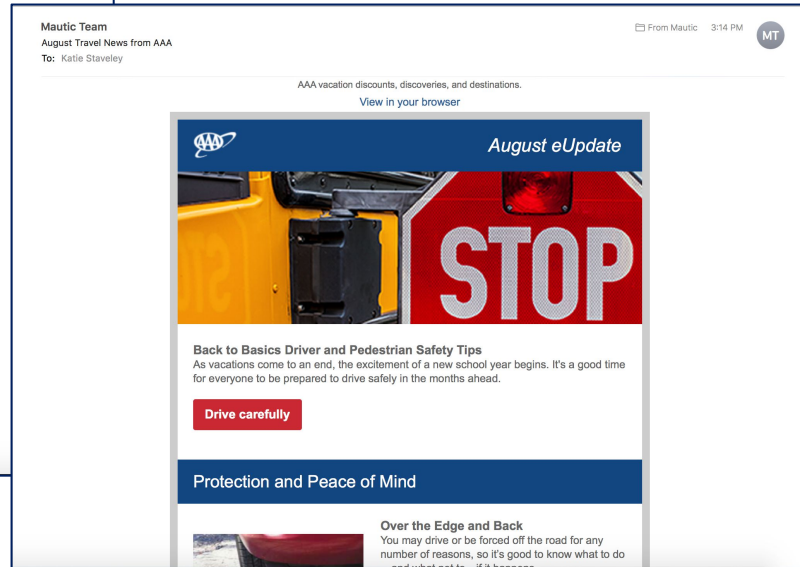 Mautic Team
From Mautic 3:14 PM
MT
August Travel News from AAA
To: Katie Staveley
AAA vacation discounts, discoveries, and destinations.
View in your browser
AAA
August eUpdate
STOP
Back to Basics Driver and Pedestrian Safety Tips
As vacations come to an end, the excitement of a new school year begins. It's a good time
for everyone to be prepared to drive safely in the months ahead.
Drive carefully
Protection and Peace of Mind
Over the Edge and Back
You may drive or be forced off the road for any
number of reasons, so it's good to know what to do